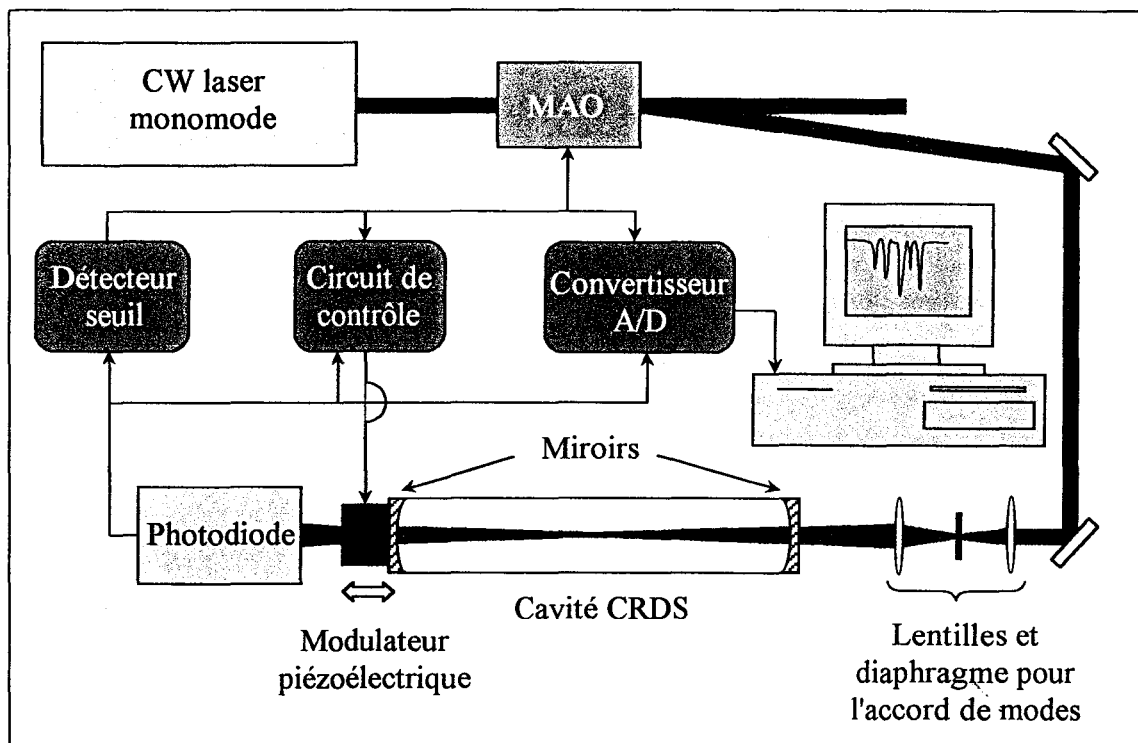 CW laser
monomode
MAO
Détecteur
seuil
Circuit de
contrôle
Convertisseur
A/D
Miroirs
Photodiode
Cavité CRDS
Modulateur
piézoélectrique
Lentilles et
diaphragme pour
l'accord de modes